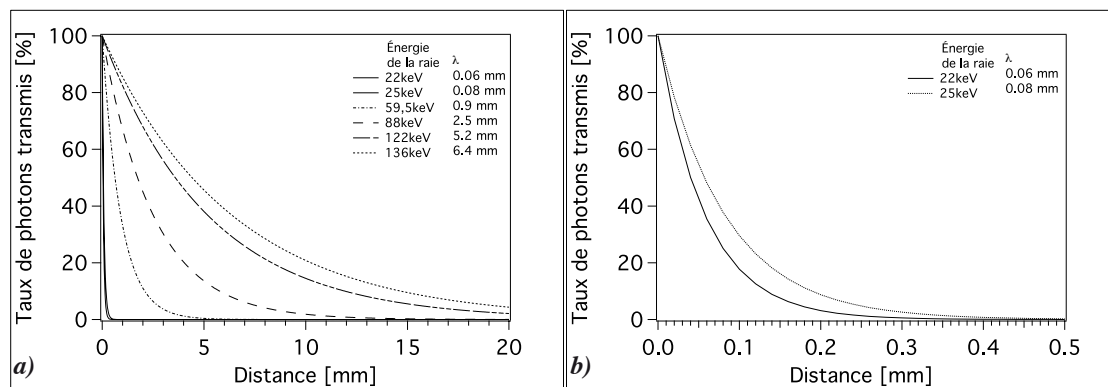 Taux de photons transmis [%]
100
80
60
40
20
0
Énergie
de la raie λ
22keV 0.06 mm
25keV 0.08 mm
59,5keV 0.9 mm
88keV 2.5 mm
122keV 5.2 mm
136keV 6.4 mm
0 5 10 15 20
Distance [mm]
a)
Taux de photons transmis [%]
100
80
60
40
20
0
Énergie
de la raie λ
22keV 0.06 mm
25keV 0.08 mm
0.0 0.1 0.2 0.3 0.4 0.5
Distance [mm]
b)